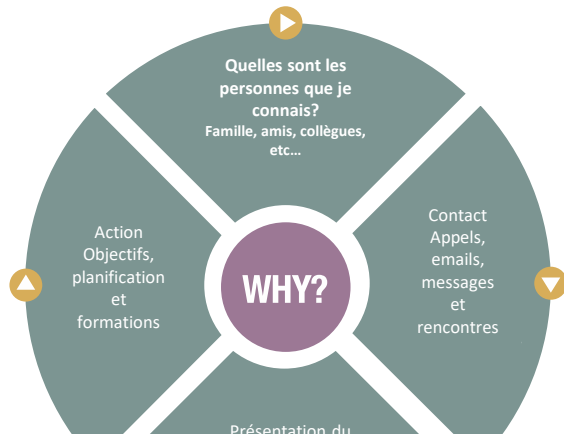 Quelles sont les
personnes que je
connais?
Famille, amis, collègues,
etc…
Action
Objectifs,
planification
et
formations
WHY?
Contact
Appels,
emails,
messages
et
rencontres
Présentation du